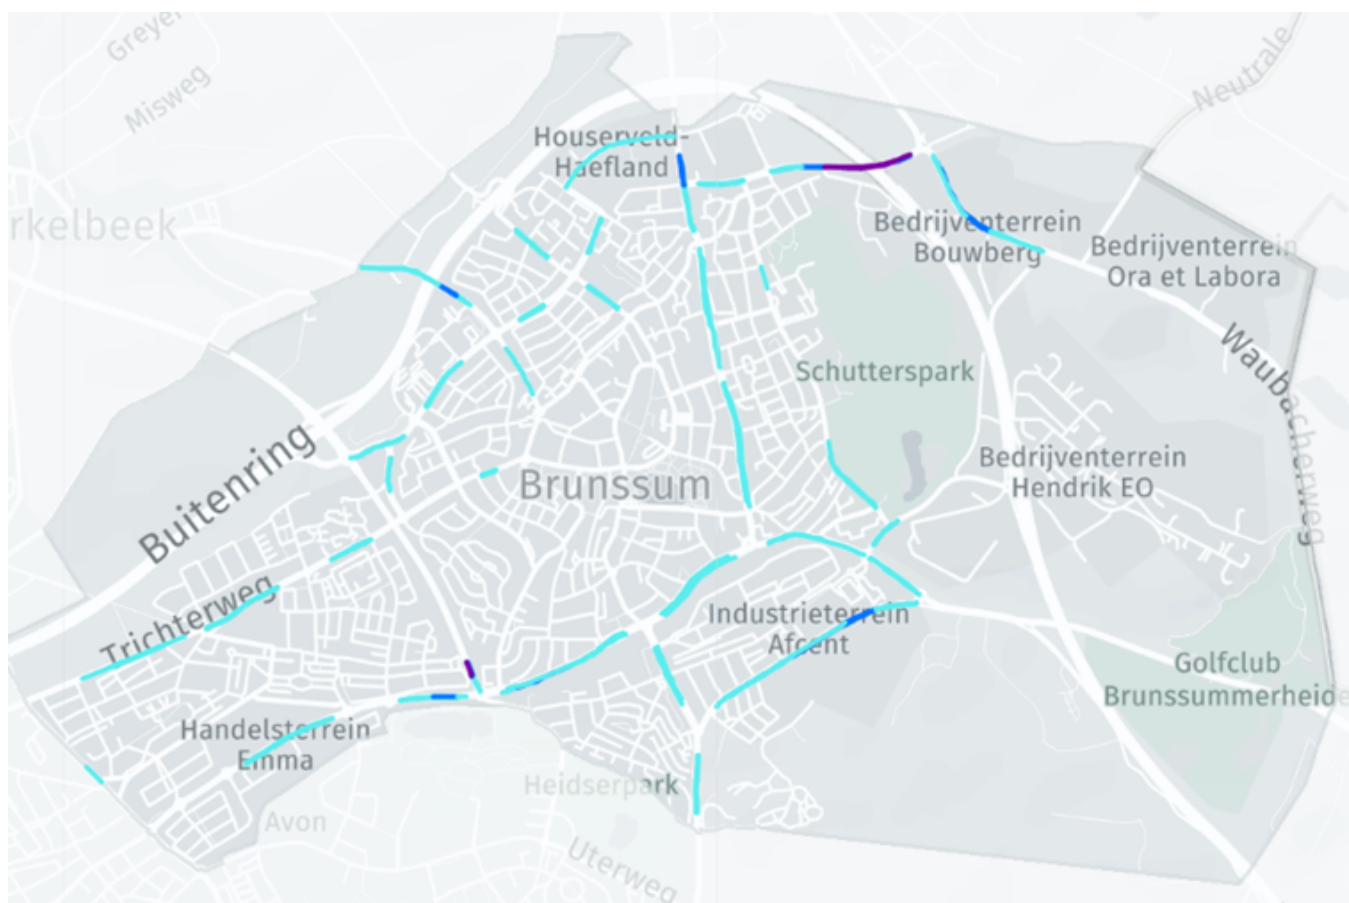 Greye
Misweg
Neutrale
Houserveld-
Haefland
rkelbeek
Bedrijventerrein
Bouwberg
Bedrijventerrein
Ora et Labora
Waubacherweg
Schutterspark
Buitenring
Brunssum
Bedrijventerrein
Hendrik EO
Trichterweg
Industrieterrein
Afcent
Golfclub
Brunssummerheide
Handelsterrein
Emma
Heidserpark
Avon
Uterweg